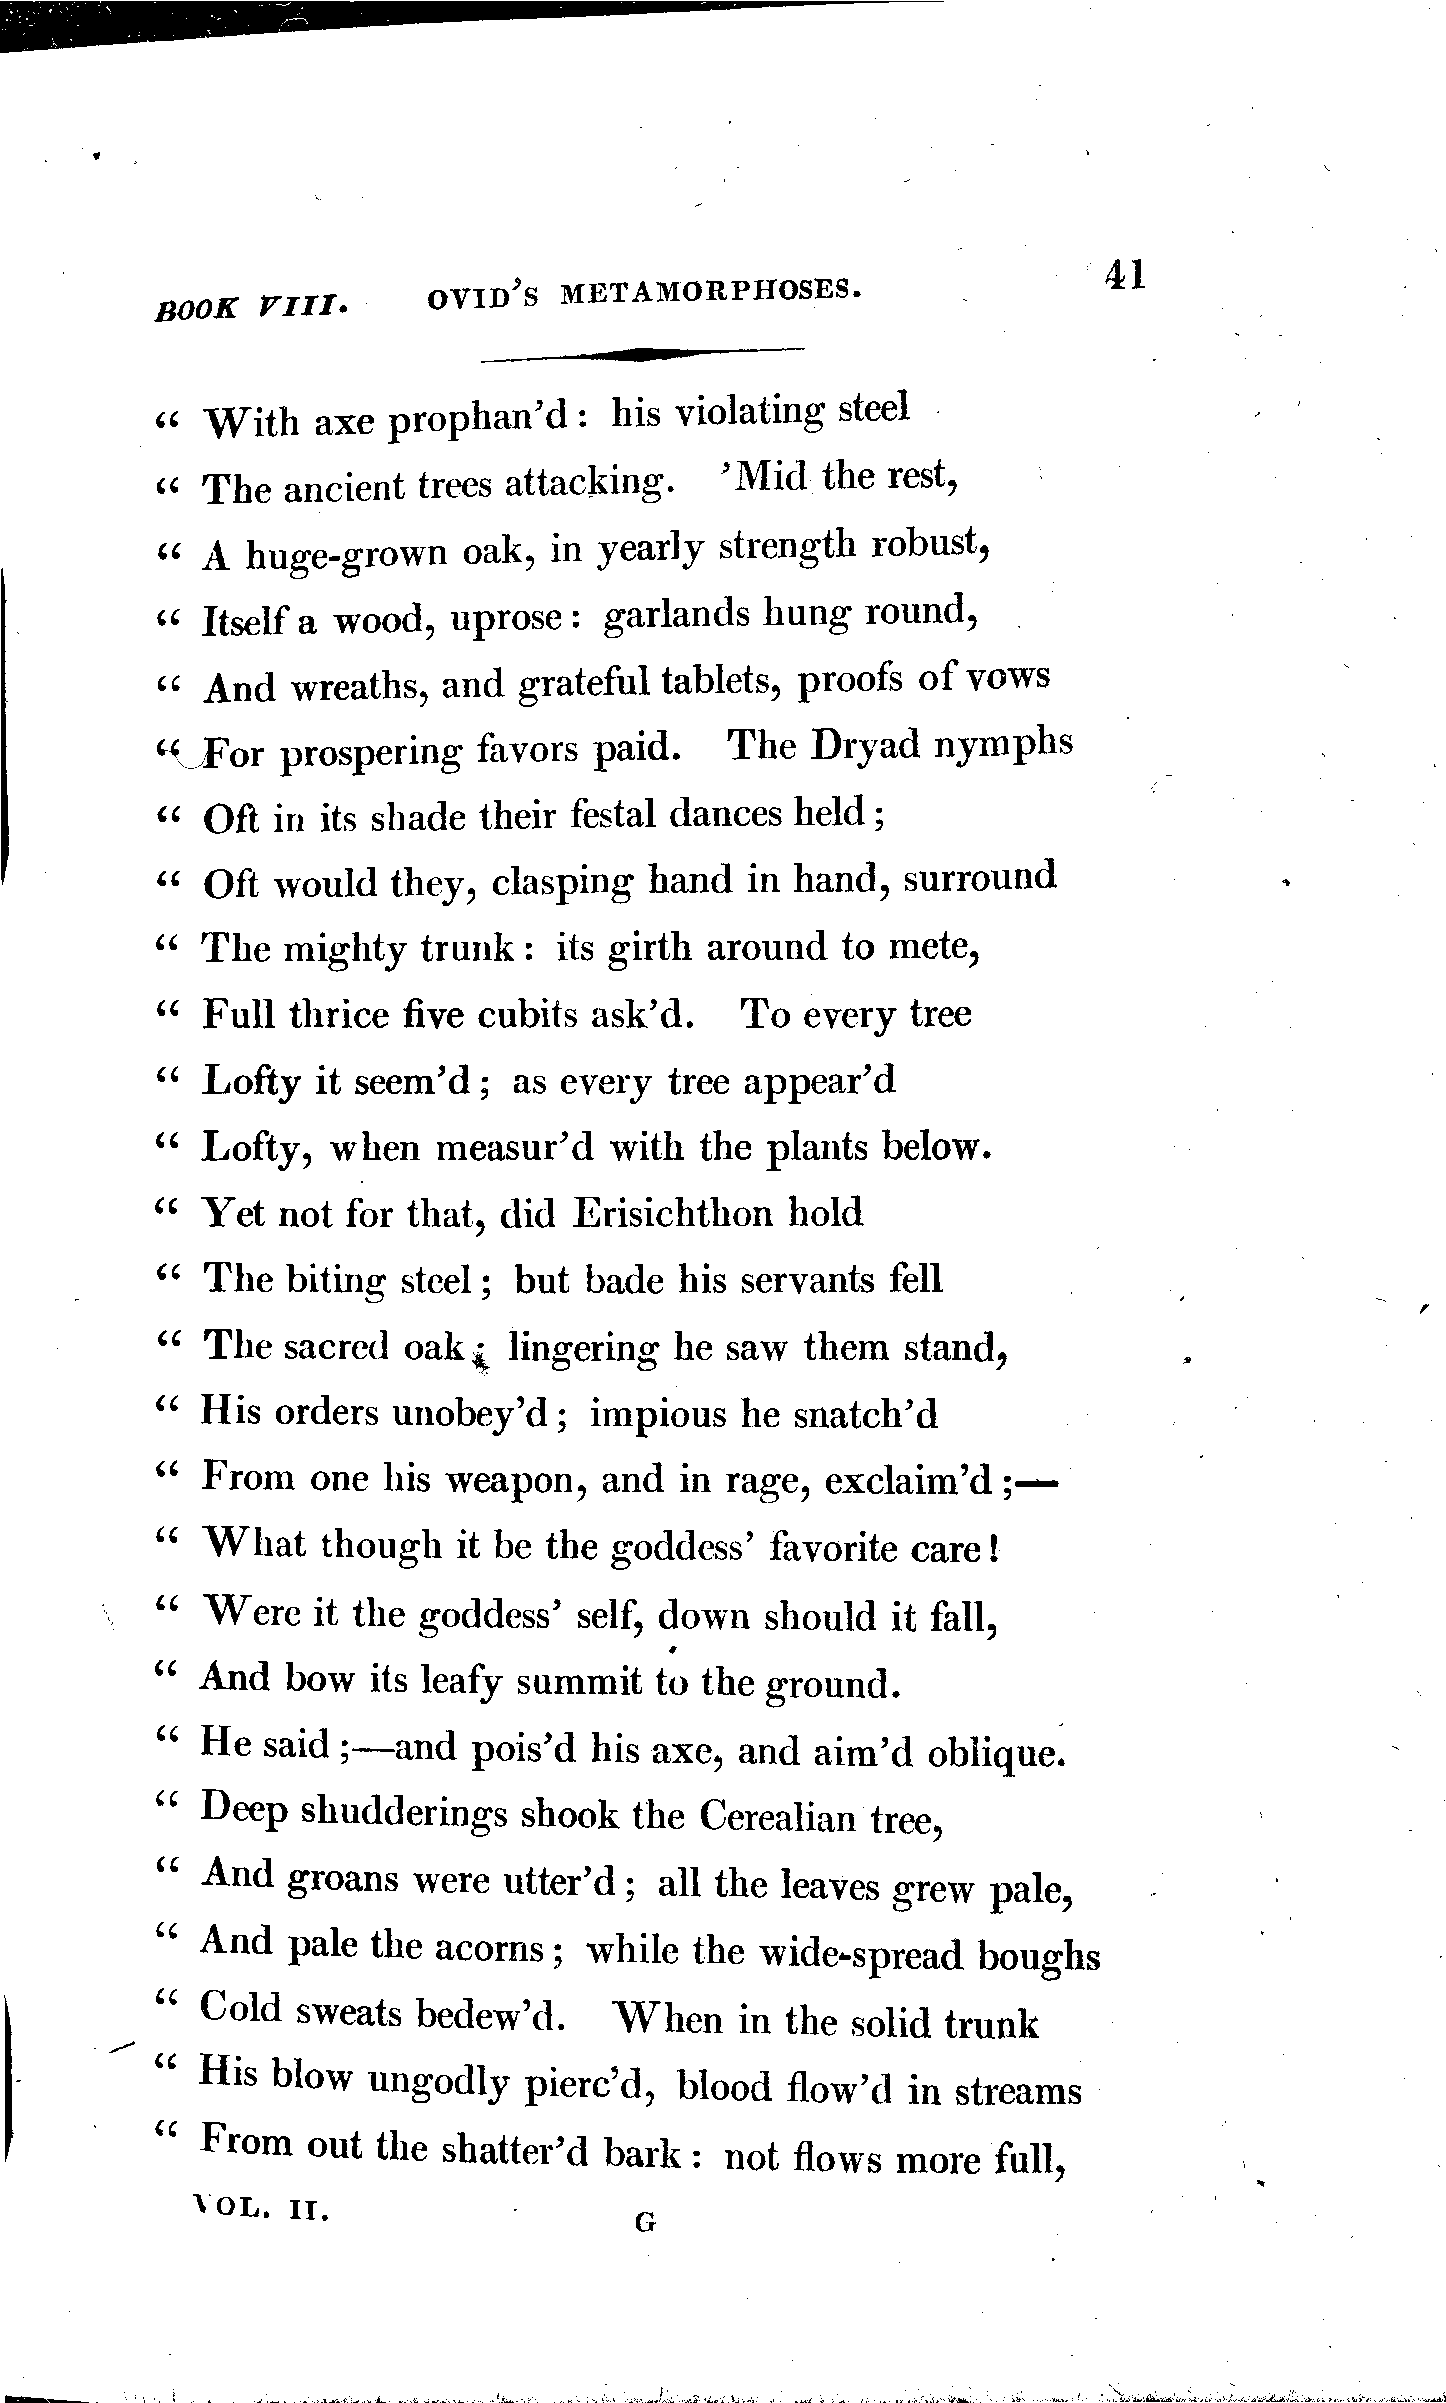 BOOK VIII. OVID'S METAMORPHOSES. 41
“ With axe prophan'd : his violating steel
“ The ancient trees attacking. 'Mid the rest,
“ A huge-grown oak, in yearly strength robust,
“ Itself a wood, uprose : garlands hung round,
“ And wreaths, and grateful tablets, proofs of vows
“ For prospering favors paid. The Dryad nymphs
“ Oft in its shade their festal dances held ;
“ Oft would they, clasping hand in hand, surround
“ The mighty trunk : its girth around to mete,
“ Full thrice five cubits ask'd. To every tree
“ Lofty it seem'd ; as every tree appear'd
“ Lofty, when measur'd with the plants below.
“ Yet not for that, did Erisichthon hold
“ The biting steel ; but bade his servants fell
“ The sacred oak ; lingering he saw them stand,
“ His orders unobey'd ; impious he snatch'd
“ From one his weapon, and in rage, exclaim'd ;—
“ What though it be the goddess' favorite care !
“ Were it the goddess' self, down should it fall,
“ And bow its leafy summit to the ground.
“ He said ;—and pois'd his axe, and aim'd oblique.
“ Deep shudderings shook the Cerealian tree,
“ And groans were utter'd ; all the leaves grew pale,
“ And pale the acorns ; while the wide-spread boughs
“ Cold sweats bedew'd. When in the solid trunk
“ His blow ungodly pierc'd, blood flow'd in streams
“ From out the shatter'd bark : not flows more full,
VOL. II. G